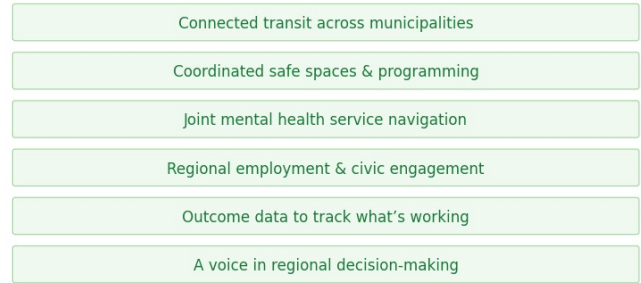 Connected transit across municipalities
Coordinated safe spaces & programming
Joint mental health service navigation
Regional employment & civic engagement
Outcome data to track what’s working
A voice in regional decision-making